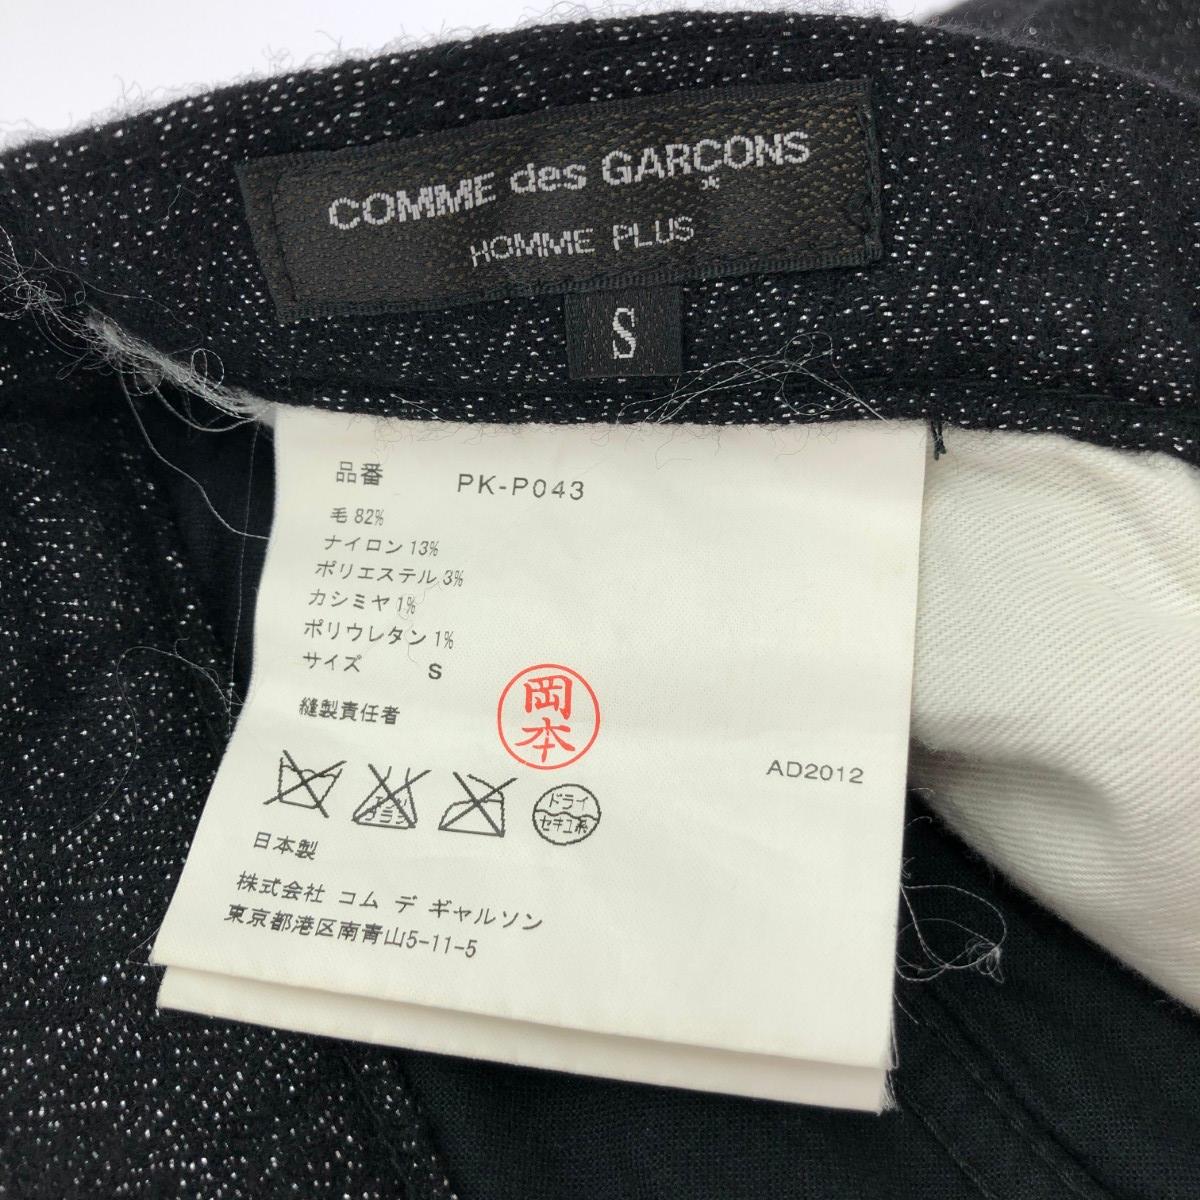 COMME des GARÇONS
HOMME PLUS
S
品番 PK-P043
毛 82%
ナイロン 13%
ポリエステル 3%
カシミヤ 1%
ポリウレタン 1%
サイズ S
縫製責任者
岡本
AD2012
ドライ
セキユ系
日本製
株式会社 コム デ ギャルソン
東京都港区南青山5-11-5